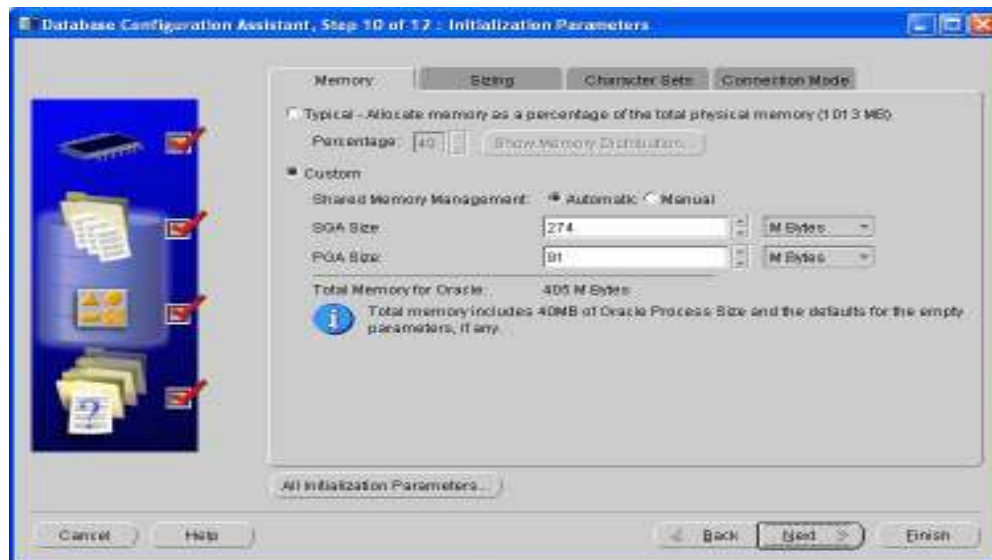 Database Configuration Assistant, Step 10 of 12 : Initialization Parameters
Memory Sizing Character Sets Connection Mode
Typical - Allocate memory as a percentage of the total physical memory (1013 MB)
Percentage: 40 Show Memory Distribution...
Custom
Shared Memory Management: Automatic Manual
SGA Size: 274 M Bytes
PGA Size: 91 M Bytes
Total Memory for Oracle: 405 M Bytes
Total memory includes 40MB of Oracle Process Size and the defaults for the empty
parameters, if any.
?
All Initialization Parameters...
Cancel Help Back Next Finish